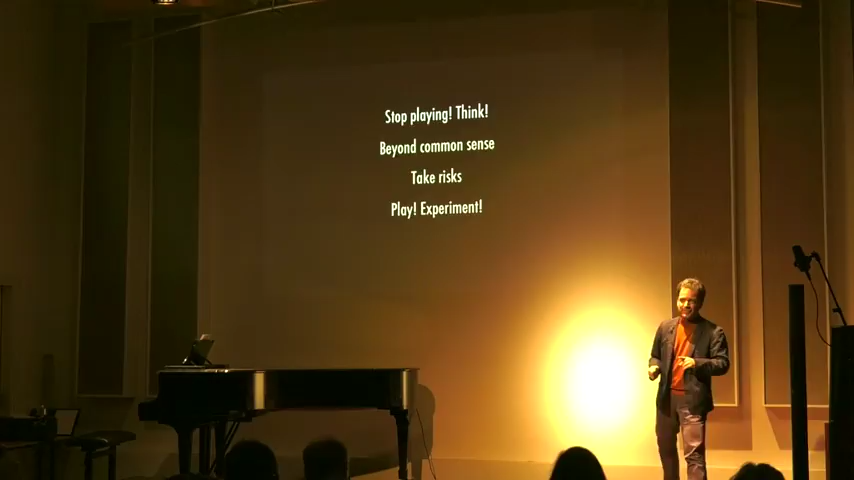 Stop playing! Think!
Beyond common sense
Take risks
Play! Experiment!